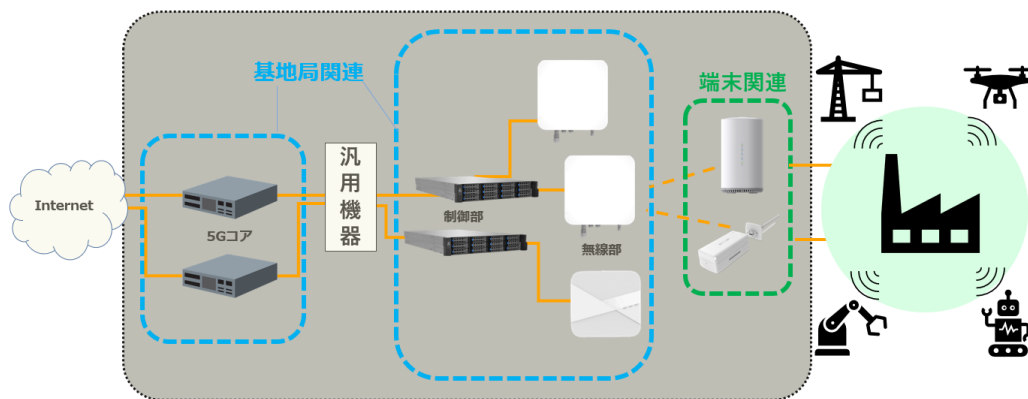 基地局関連
端末関連
汎用機器
Internet
5Gコア
制御部
無線部